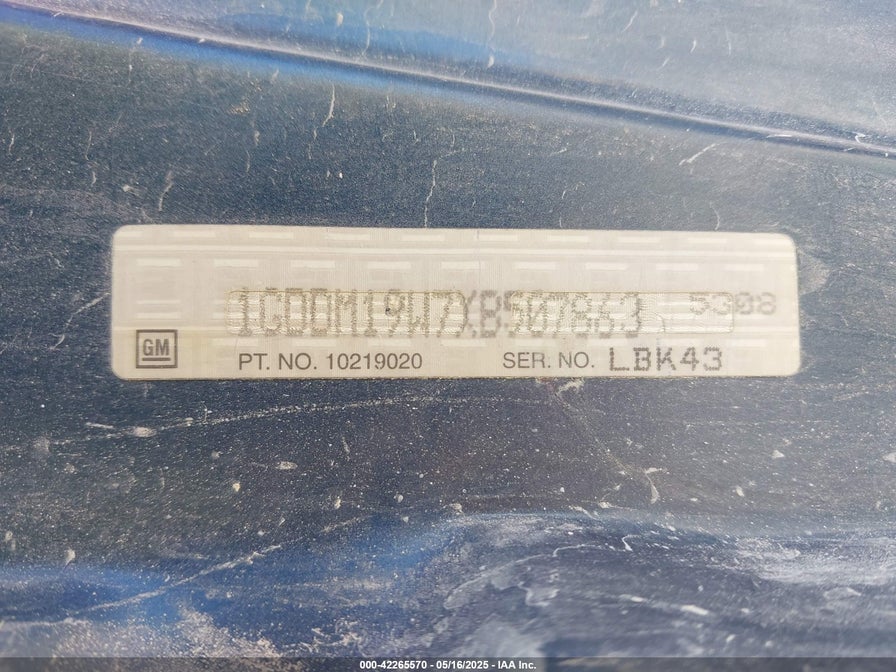 1GDDM19W7XB507863 5308
GM PT. NO. 10219020 SER. NO. LBK43
000-42265570 - 05/16/2025 - IAA Inc.